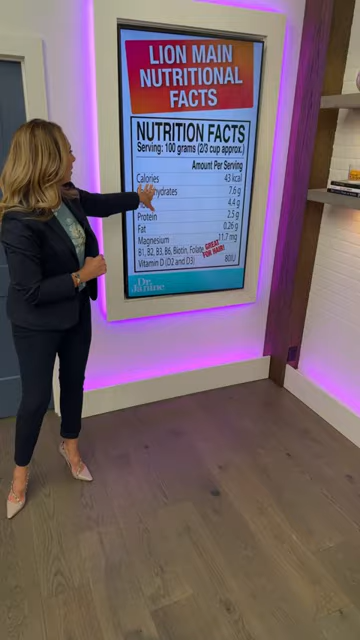 LION MAIN
NUTRITIONAL
FACTS
NUTRITION FACTS
Serving: 100 grams (2/3 cup approx.)
Amount Per Serving
Calories 43 kcal
ydrates 7.6 g
4.4 g
Protein 2.5 g
Fat 0.26 g
Magnesium 11.7 mg
B1, B2, B3, B6, Biotin, Folate GREAT FOR HAIR!
Vitamin D (D2 and D3) 80IU
Dr.
Janine